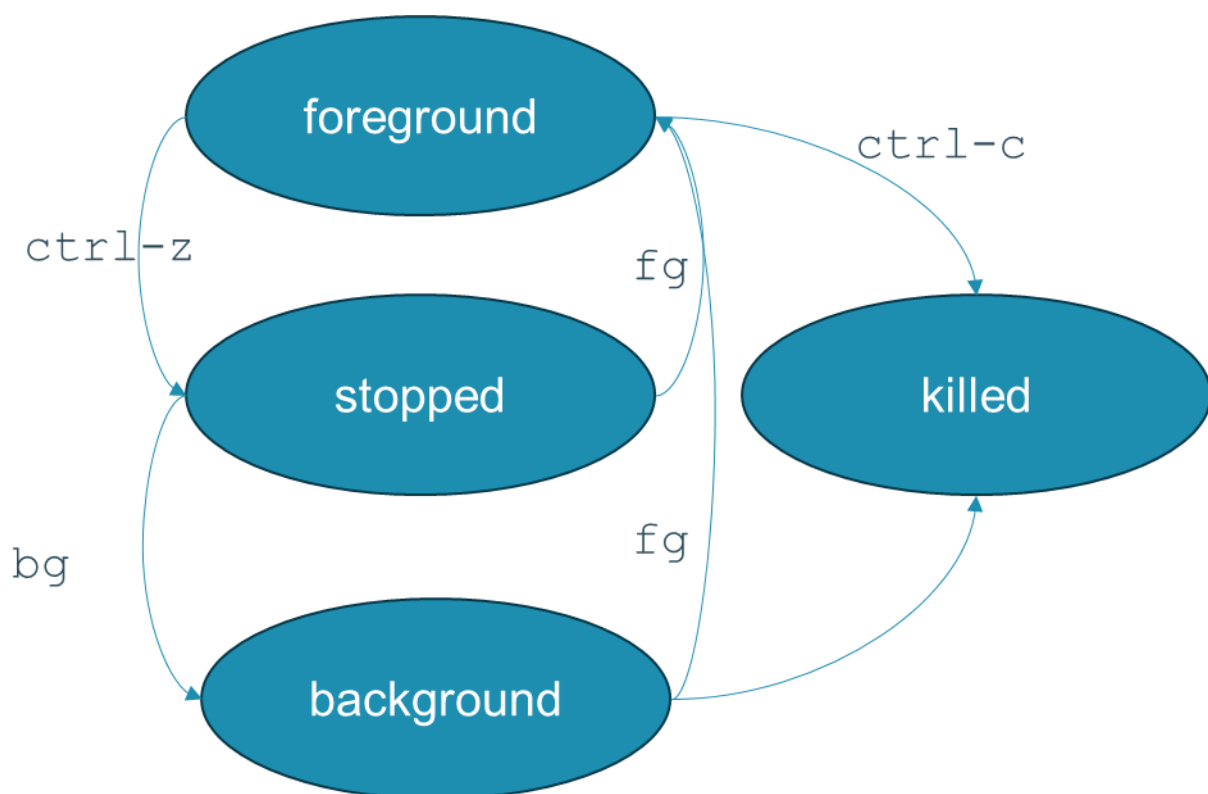 foreground
ctrl-c
ctrl-z
fg
stopped
killed
bg
fg
background